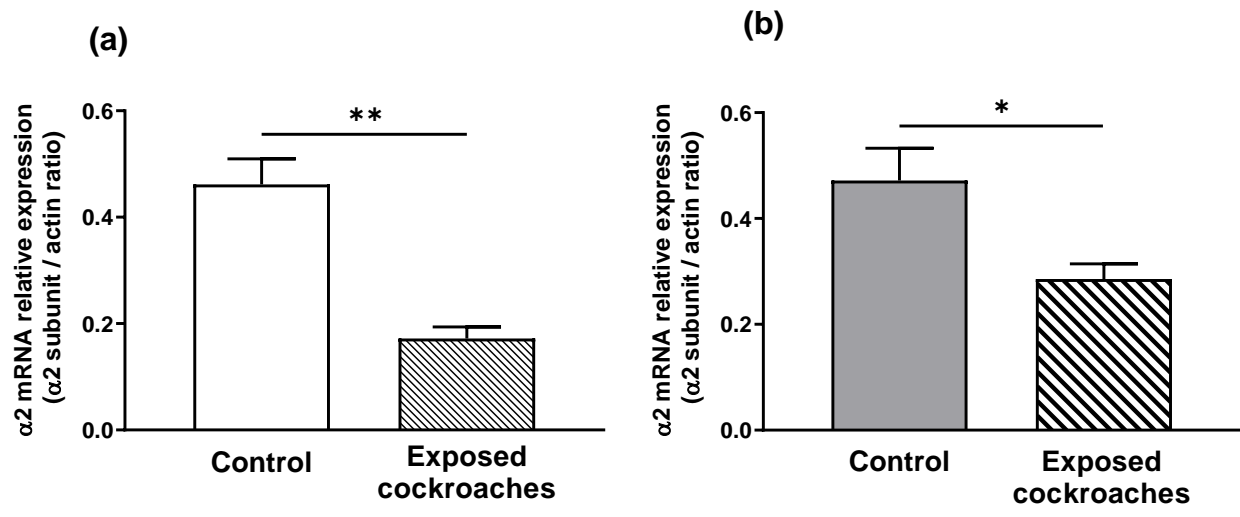 (a)
α2 mRNA relative expression
(α2 subunit / actin ratio)
0.6
0.4
0.2
0.0
**
Control
Exposed
cockroaches
(b)
α2 mRNA relative expression
(α2 subunit / actin ratio)
0.6
0.4
0.2
0.0
*
Control
Exposed
cockroaches